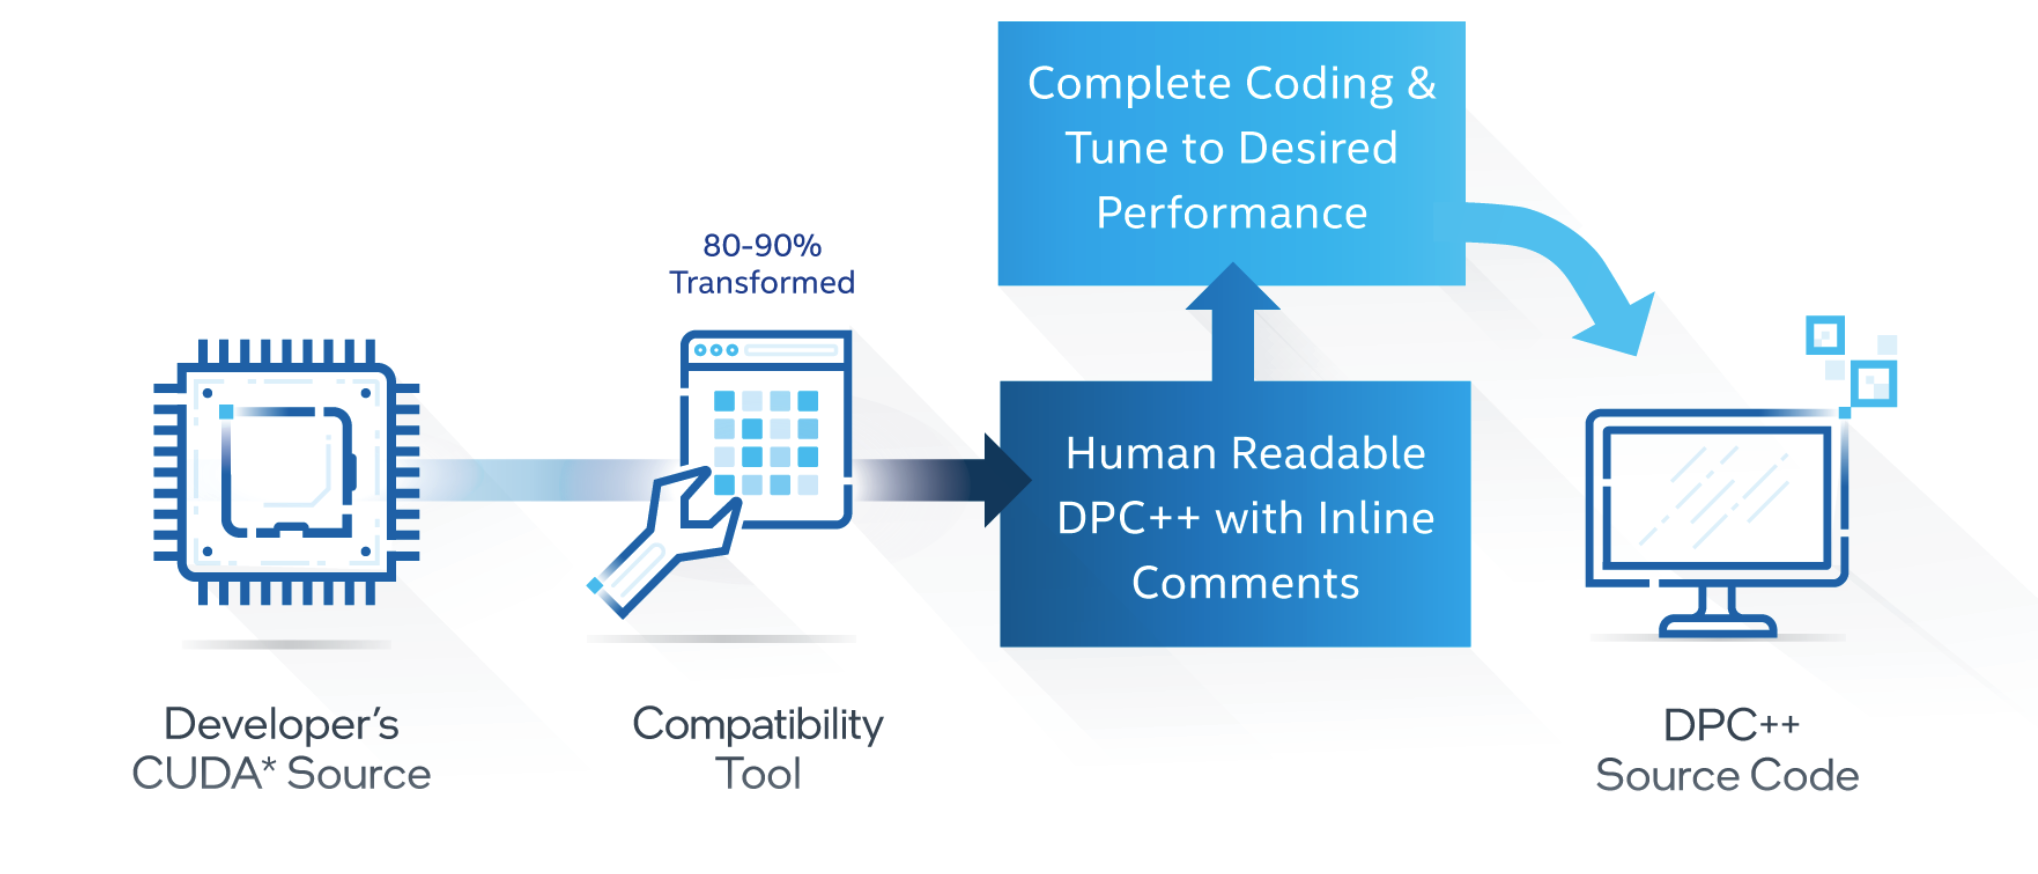 Complete Coding &
Tune to Desired
Performance
80-90%
Transformed
Human Readable
DPC++ with Inline
Comments
Developer’s
CUDA* Source
Compatibility
Tool
DPC++
Source Code